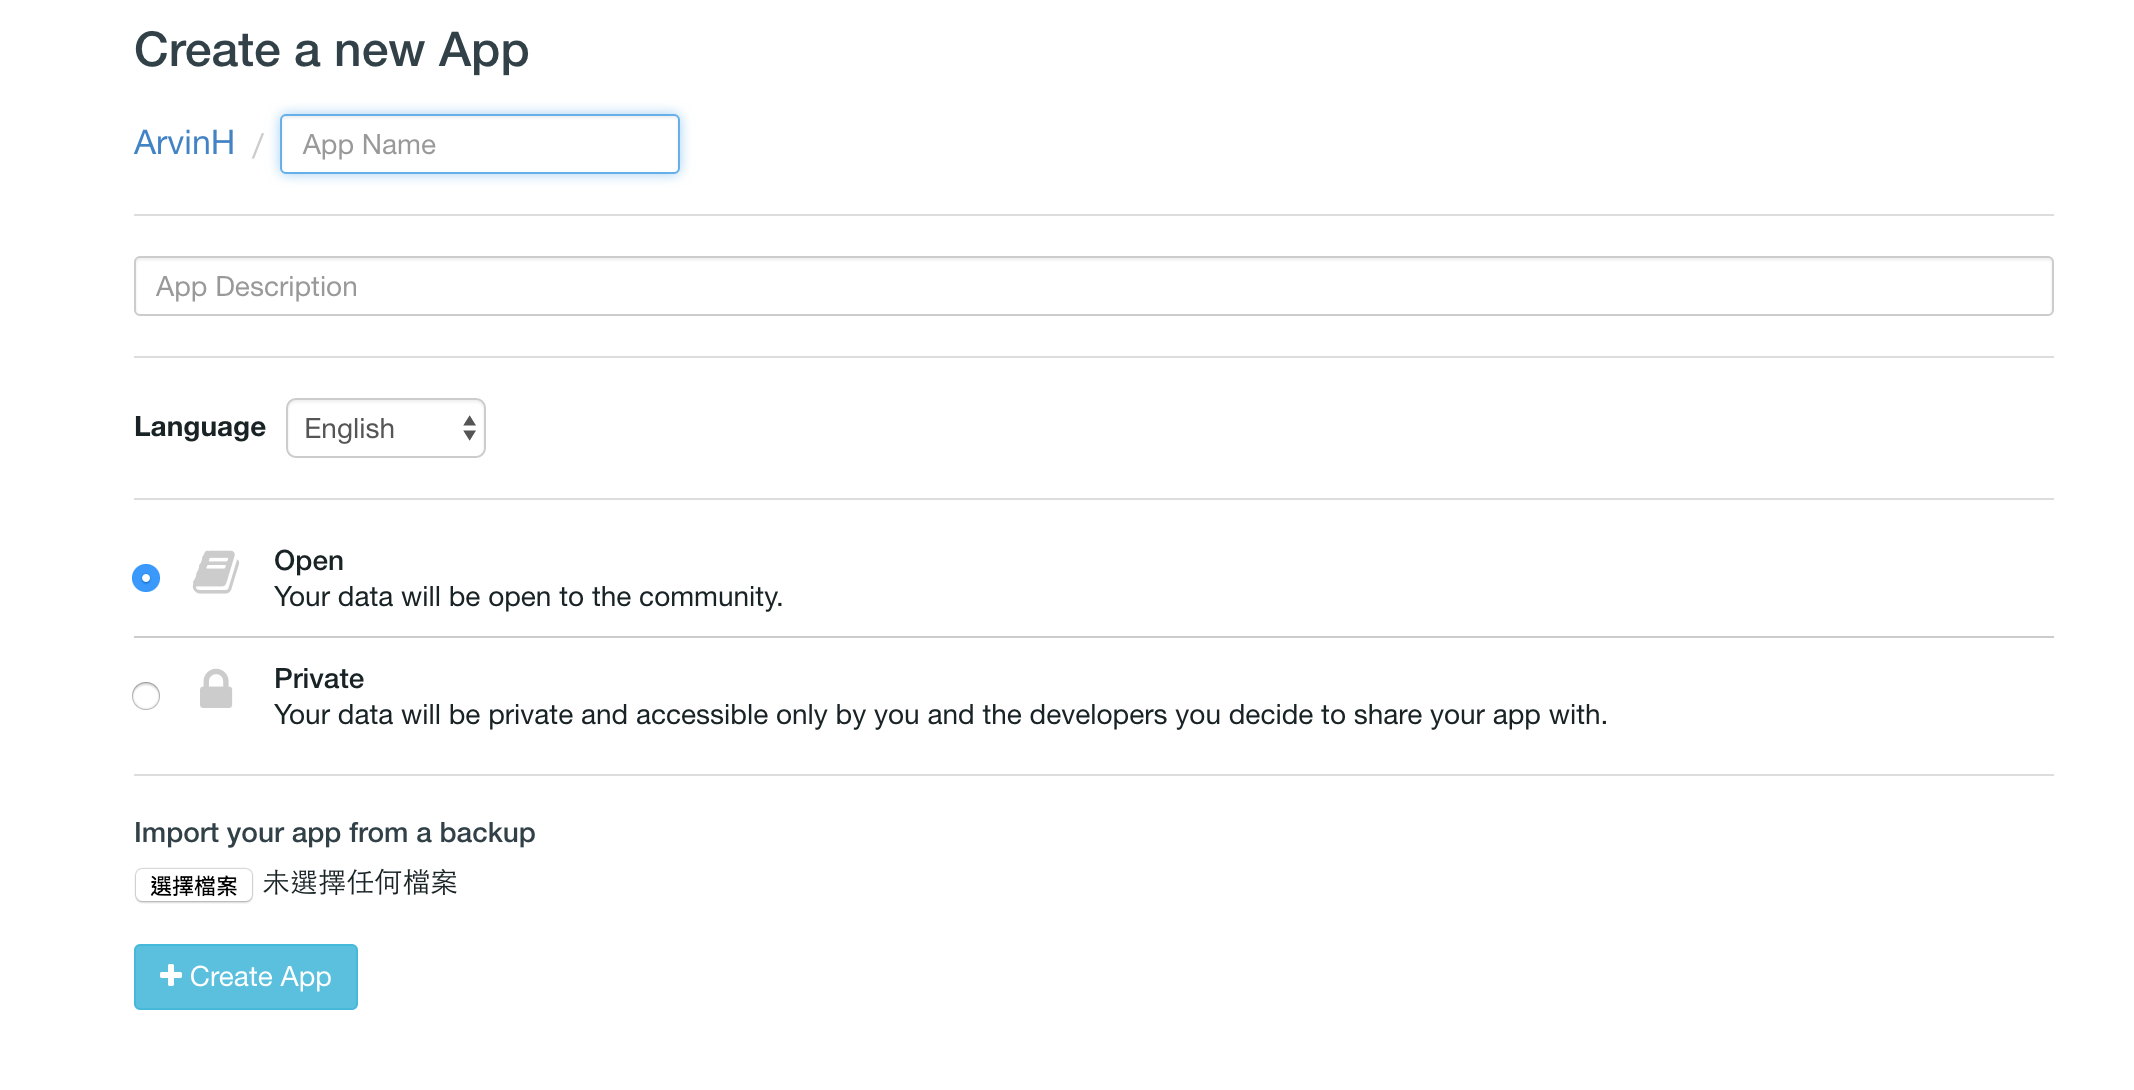 Create a new App
ArvinH / App Name
App Description
Language English
Open
Your data will be open to the community.
Private
Your data will be private and accessible only by you and the developers you decide to share your app with.
Import your app from a backup
選擇檔案 未選擇任何檔案
Create App